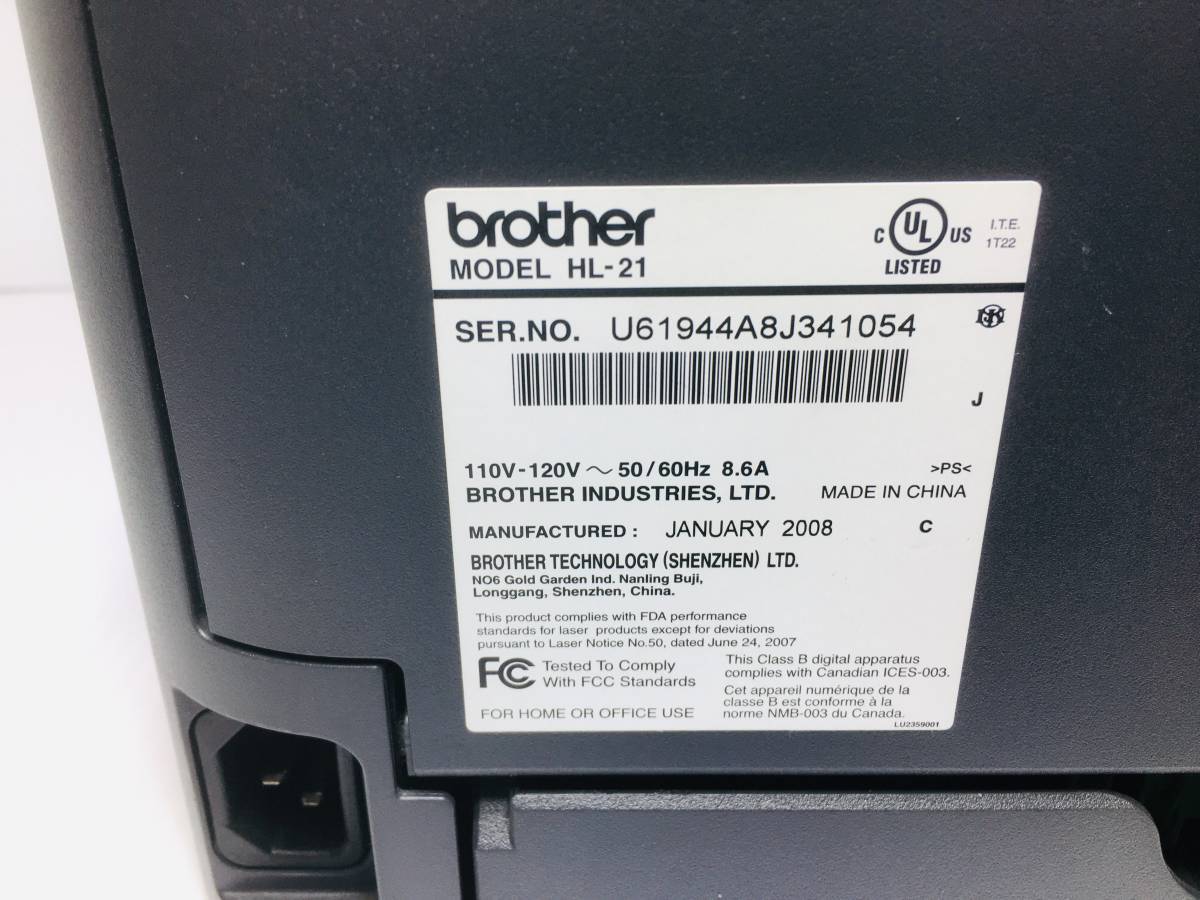 brother
MODEL HL-21
C UL US
LISTED
I.T.E.
1T22
SER.NO. U61944A8J341054
J
110V-120V ～ 50/60Hz 8.6A
>PS<
BROTHER INDUSTRIES, LTD.
MADE IN CHINA
MANUFACTURED : JANUARY 2008
C
BROTHER TECHNOLOGY (SHENZHEN) LTD.
NO6 Gold Garden Ind. Nanling Buji,
Longgang, Shenzhen, China.
This product complies with FDA performance
standards for laser products except for deviations
pursuant to Laser Notice No.50, dated June 24, 2007
FC Tested To Comply
With FCC Standards
FOR HOME OR OFFICE USE
This Class B digital apparatus
complies with Canadian ICES-003.
Cet appareil numérique de la
classe B est conforme à la
norme NMB-003 du Canada.
LU2359001